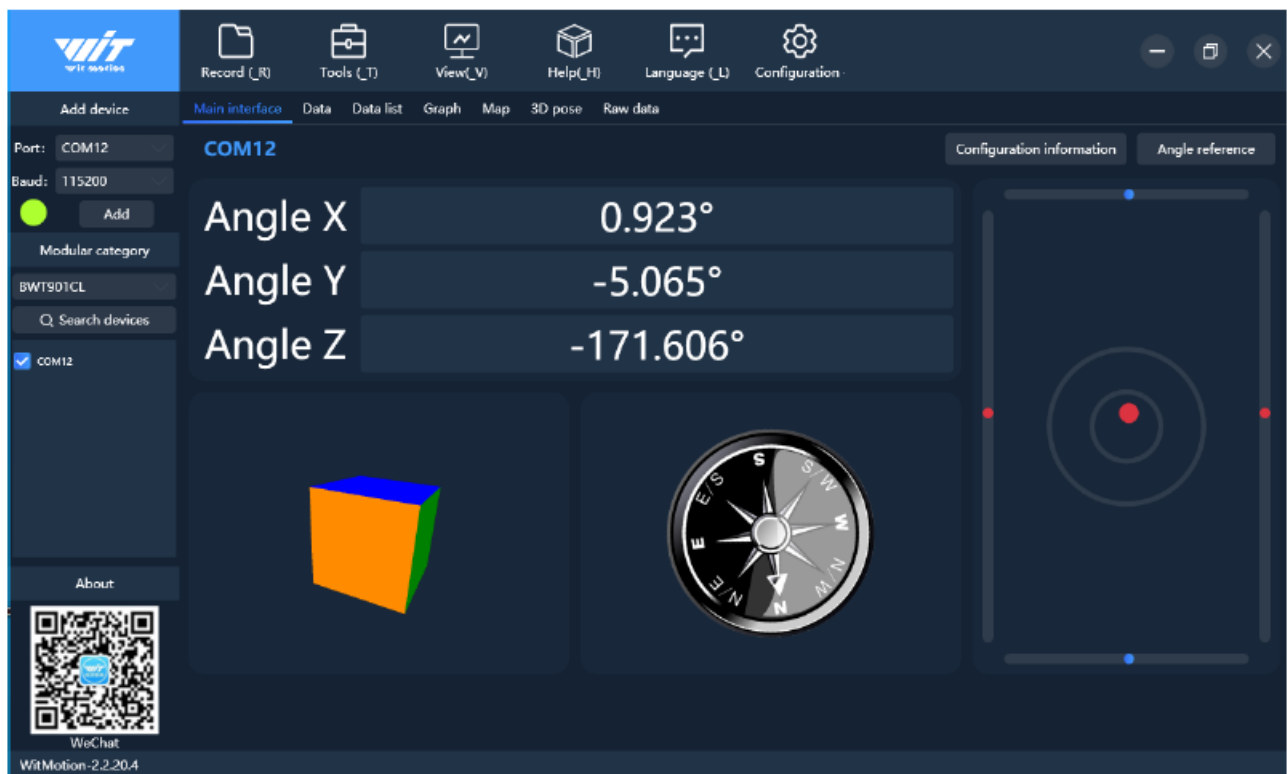 WiT
wit motion
Record (_R)
Tools (_T)
View(_V)
Help(_H)
Language (_L)
Configuration
Add device
Main interface
Data
Data list
Graph
Map
3D pose
Raw data
Port:
COM12
COM12
Configuration information
Angle reference
Baud:
115200
Add
Angle X
0.923°
Modular category
BWT901CL
Angle Y
-5.065°
Search devices
Angle Z
-171.606°
COM12
S
S/W
W
N/W
N
N/E
E
E/S
About
WeChat
WitMotion-2.2.20.4